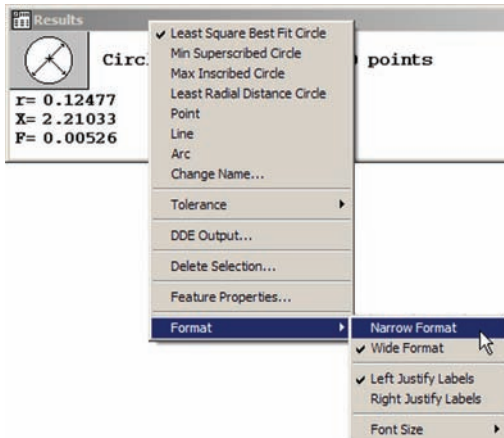 Results
Circ points
r= 0.12477
X= 2.21033
F= 0.00526
Least Square Best Fit Circle
Min Superscribed Circle
Max Inscribed Circle
Least Radial Distance Circle
Point
Line
Arc
Change Name...
Tolerance
DDE Output...
Delete Selection...
Feature Properties...
Format
Narrow Format
Wide Format
Left Justify Labels
Right Justify Labels
Font Size